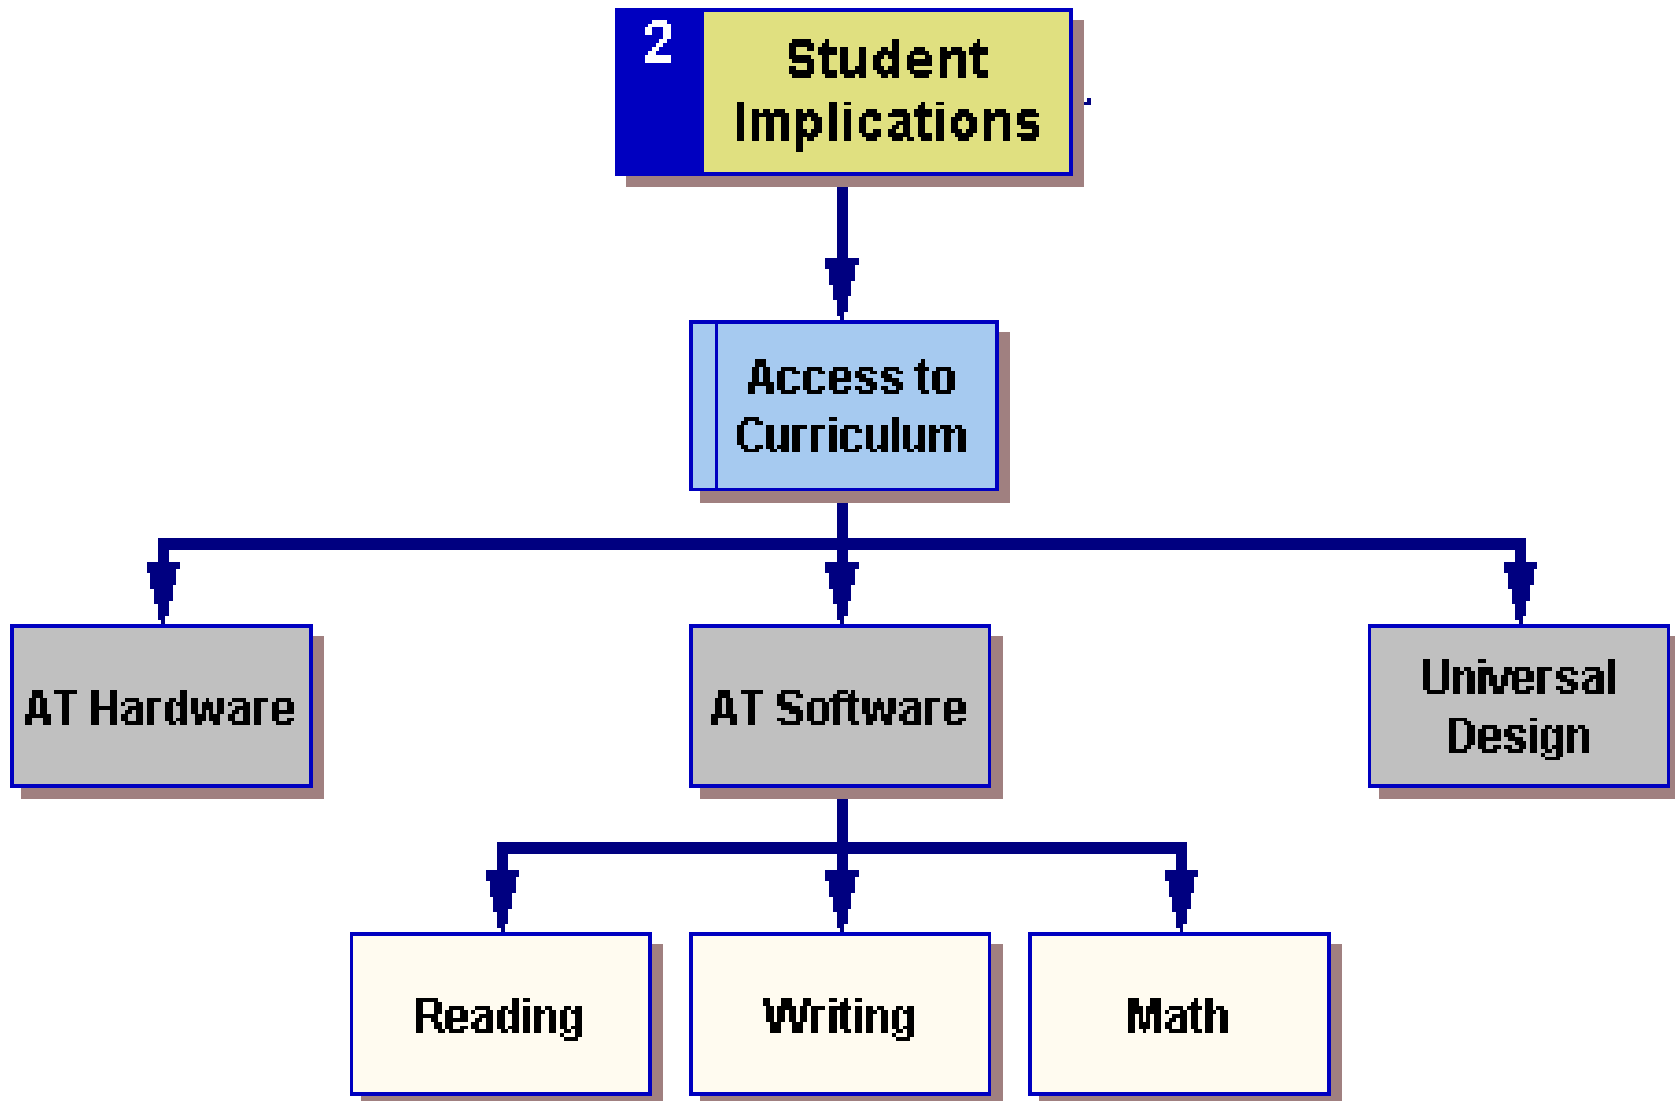 2
Student
Implications
Access to
Curriculum
AT Hardware
AT Software
Universal
Design
Reading
Writing
Math